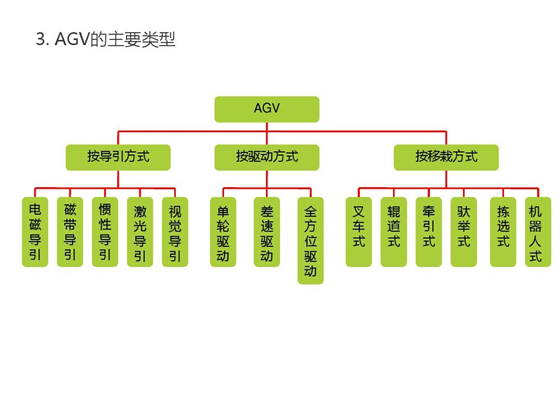 3. AGV的主要类型
AGV
按导引方式
按驱动方式
按移栽方式
电磁导引
磁带导引
惯性导引
激光导引
视觉导引
单轮驱动
差速驱动
全方位驱动
叉车式
辊道式
牵引式
驮举式
拣选式
机器人式